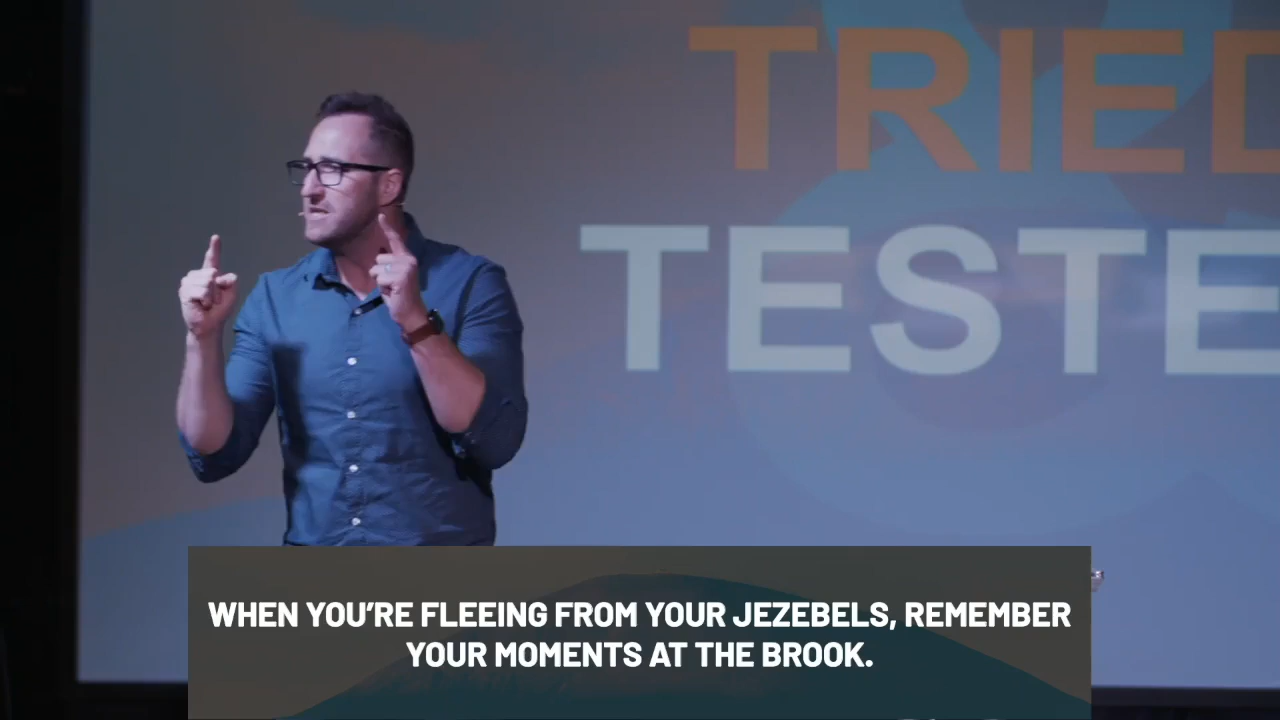 TRIED
TESTE
WHEN YOU'RE FLEEING FROM YOUR JEZEBELS, REMEMBER
YOUR MOMENTS AT THE BROOK.